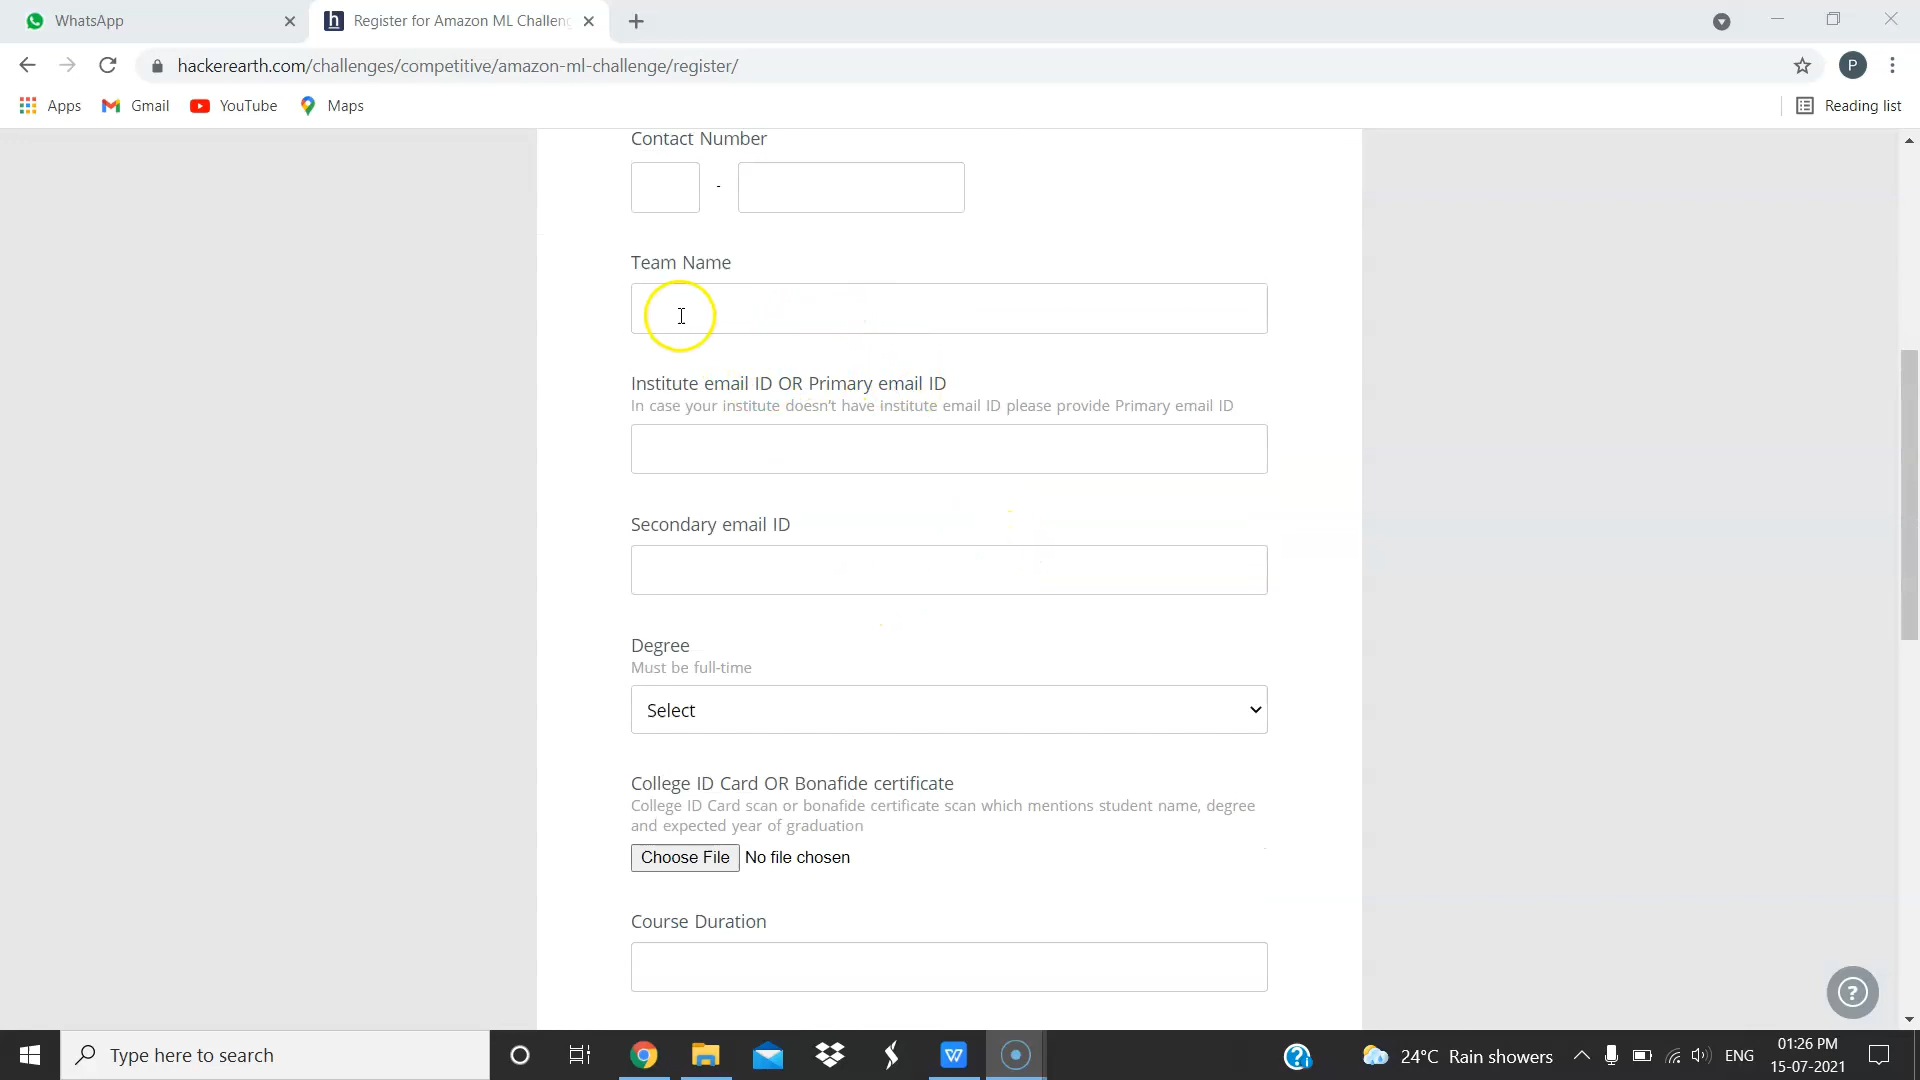 WhatsApp
Register for Amazon ML Challeng
hackerearth.com/challenges/competitive/amazon-ml-challenge/register/
P
Apps
Gmail
YouTube
Maps
Reading list
Contact Number
-
Team Name
Institute email ID OR Primary email ID
In case your institute doesn't have institute email ID please provide Primary email ID
Secondary email ID
Degree
Must be full-time
Select
College ID Card OR Bonafide certificate
College ID Card scan or bonafide certificate scan which mentions student name, degree
and expected year of graduation
Choose File No file chosen
Course Duration
Type here to search
24°C Rain showers
ENG
01:26 PM
15-07-2021